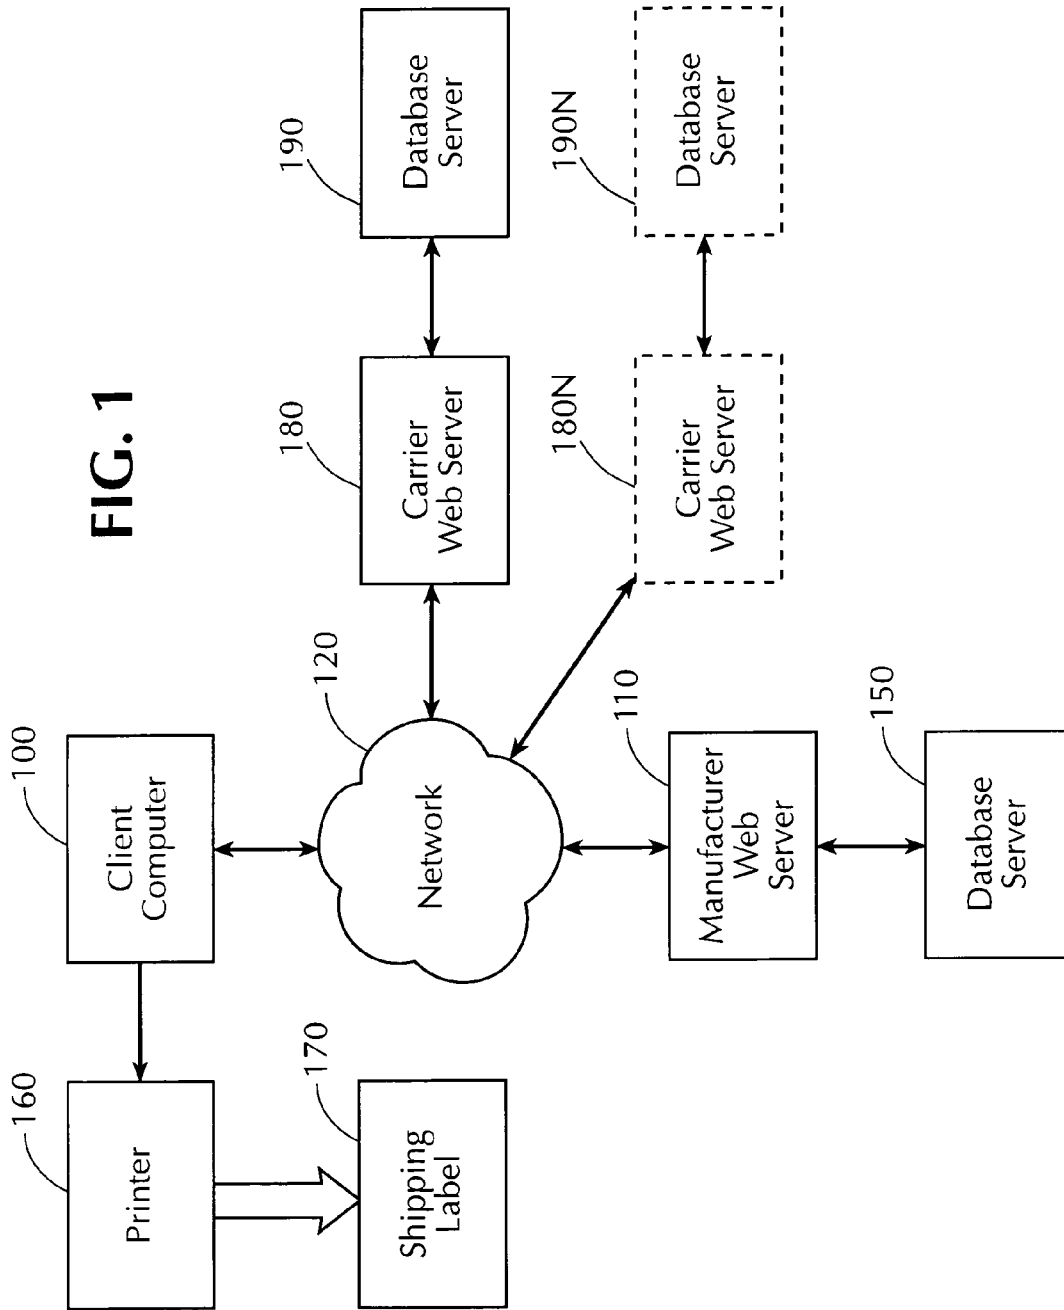 FIG. 1
160
Printer
100
Client
Computer
170
Shipping
Label
120
Network
180
Carrier
Web Server
190
Database
Server
110
Manufacturer
Web
Server
180N
Carrier
Web Server
190N
Database
Server
150
Database
Server